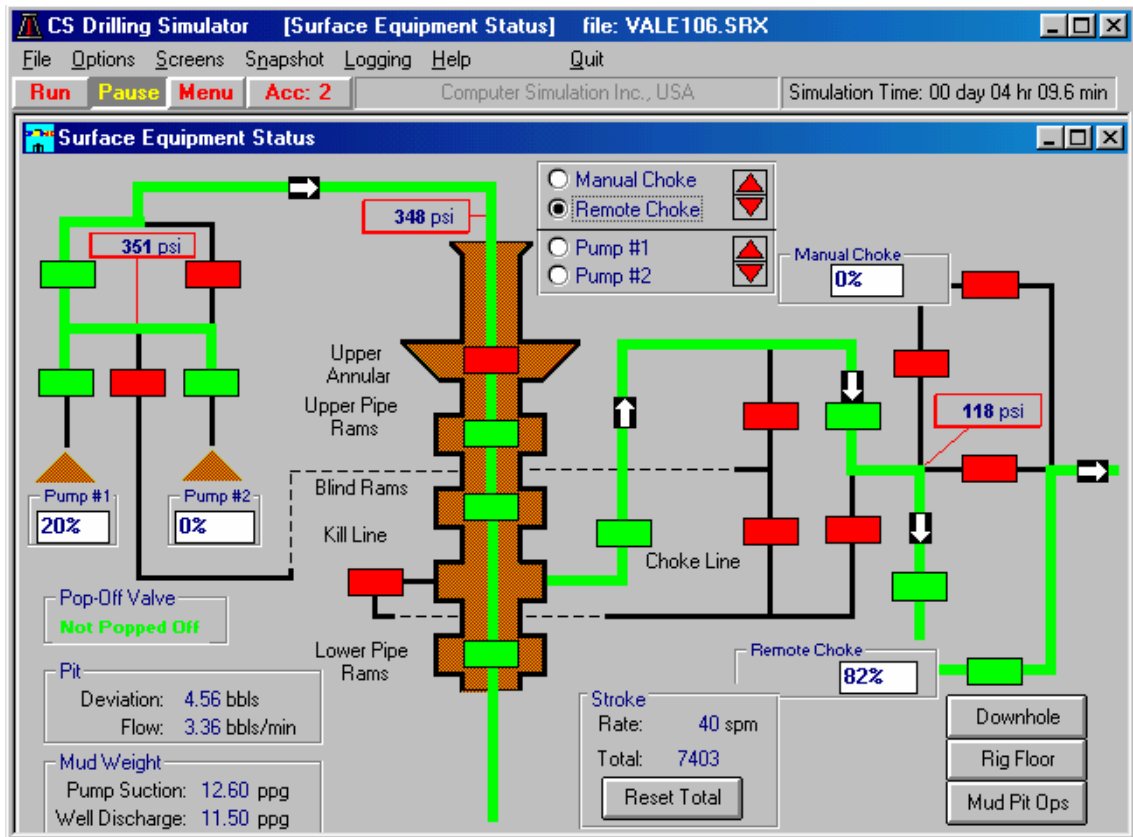 CS Drilling Simulator [Surface Equipment Status] file: VALE106.SRX
File Options Screens Snapshot Logging Help Quit
Run Pause Menu Acc: 2 Computer Simulation Inc., USA Simulation Time: 00 day 04 hr 09.6 min
Surface Equipment Status
Manual Choke
Remote Choke
Pump #1
Pump #2
348 psi
351 psi
Manual Choke
0%
Upper
Annular
Upper Pipe
Rams
118 psi
Blind Rams
Pump #1
20%
Pump #2
0%
Kill Line
Choke Line
Pop-Off Valve
Not Popped Off
Lower Pipe
Rams
Remote Choke
82%
Pit
Deviation: 4.56 bbls
Flow: 3.36 bbls/min
Stroke
Rate: 40 spm
Total: 7403
Reset Total
Downhole
Rig Floor
Mud Pit Ops
Mud Weight
Pump Suction: 12.60 ppg
Well Discharge: 11.50 ppg